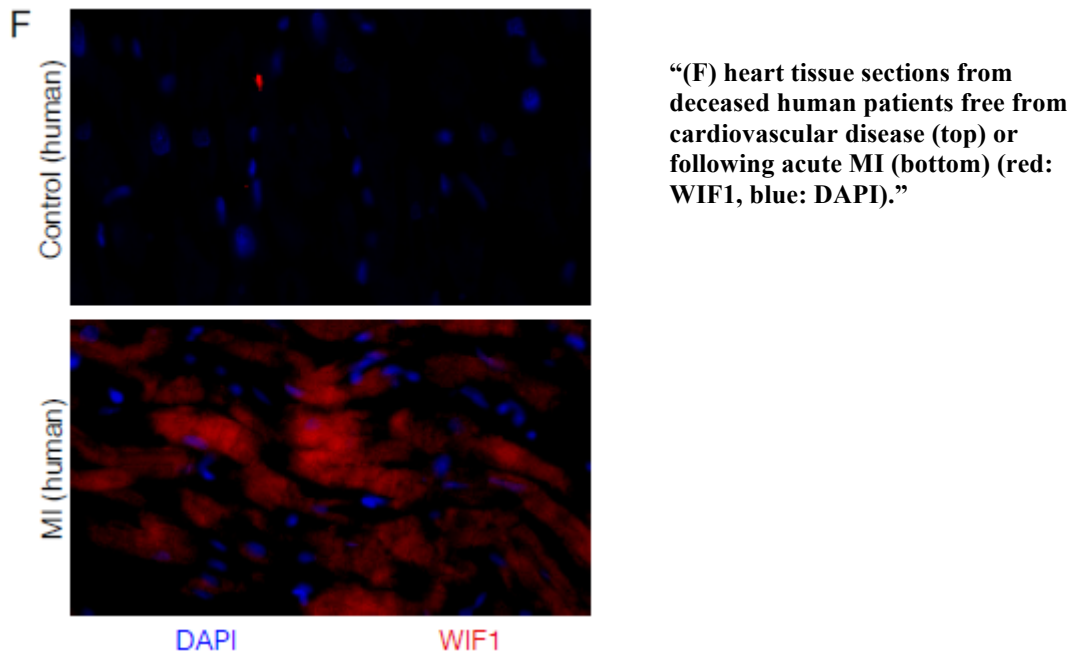 F
Control (human)
“(F) heart tissue sections from
deceased human patients free from
cardiovascular disease (top) or
following acute MI (bottom) (red:
WIF1, blue: DAPI).”
MI (human)
DAPI
WIF1